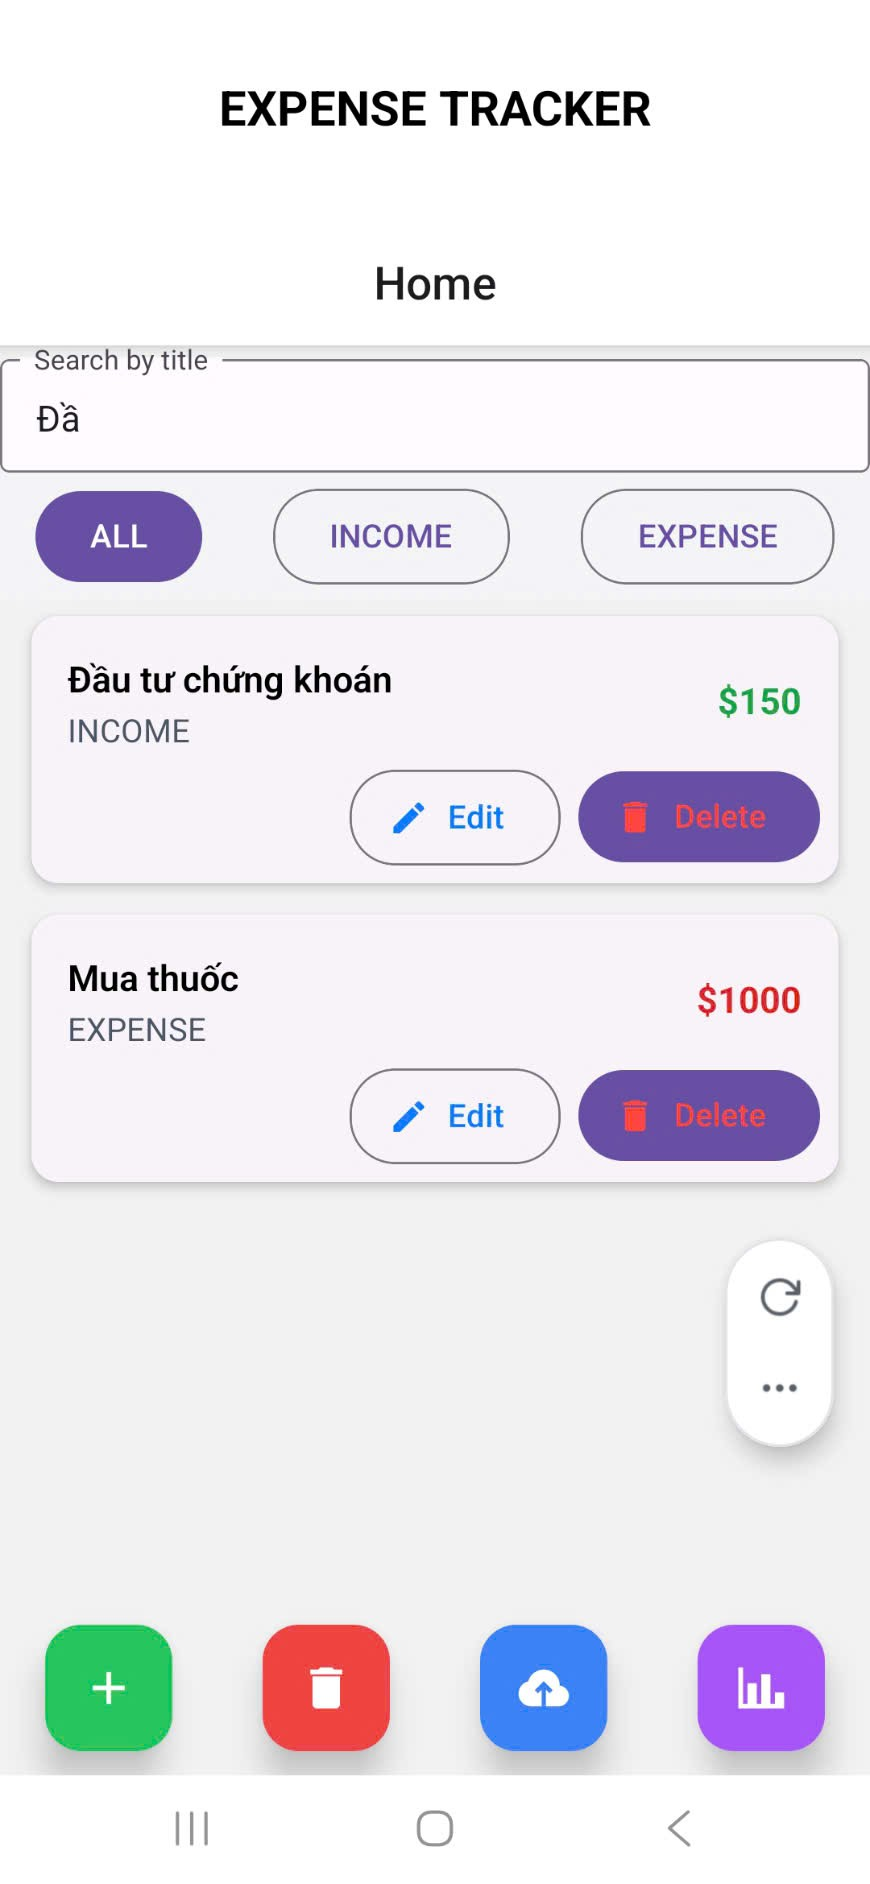 EXPENSE TRACKER
Home
Search by title
Đầ
ALL
INCOME
EXPENSE
Đầu tư chứng khoán
INCOME
$150
Edit
Delete
Mua thuốc
EXPENSE
$1000
Edit
Delete